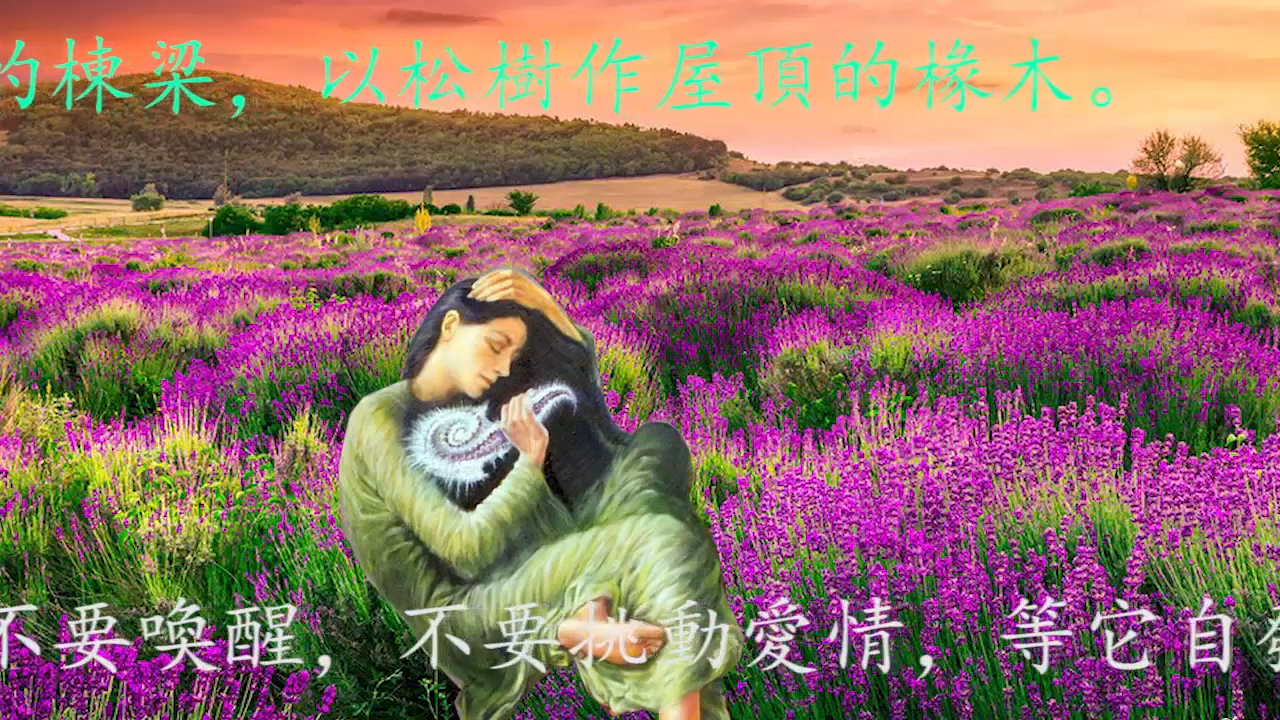 的棟梁，以松樹作屋頂的椽木。
不要喚醒，不要挑動愛情，等它自